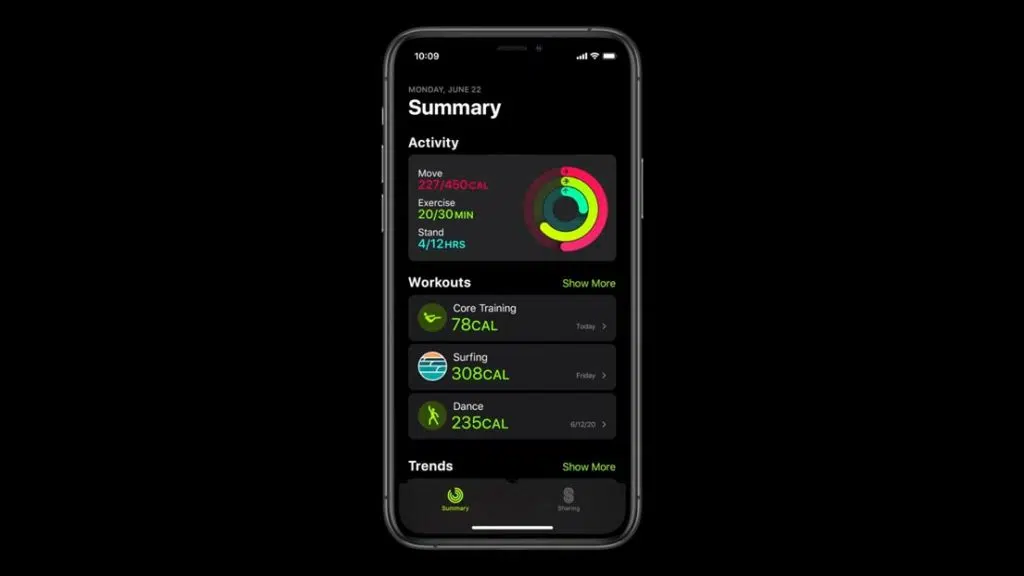 10:09
MONDAY, JUNE 22
Summary
Activity
Move
227/450CAL
Exercise
20/30MIN
Stand
4/12HRS
Workouts Show More
Core Training
78CAL
Today
Surfing
308CAL
Friday
Dance
235CAL
6/12/20
Trends Show More
Summary Sharing